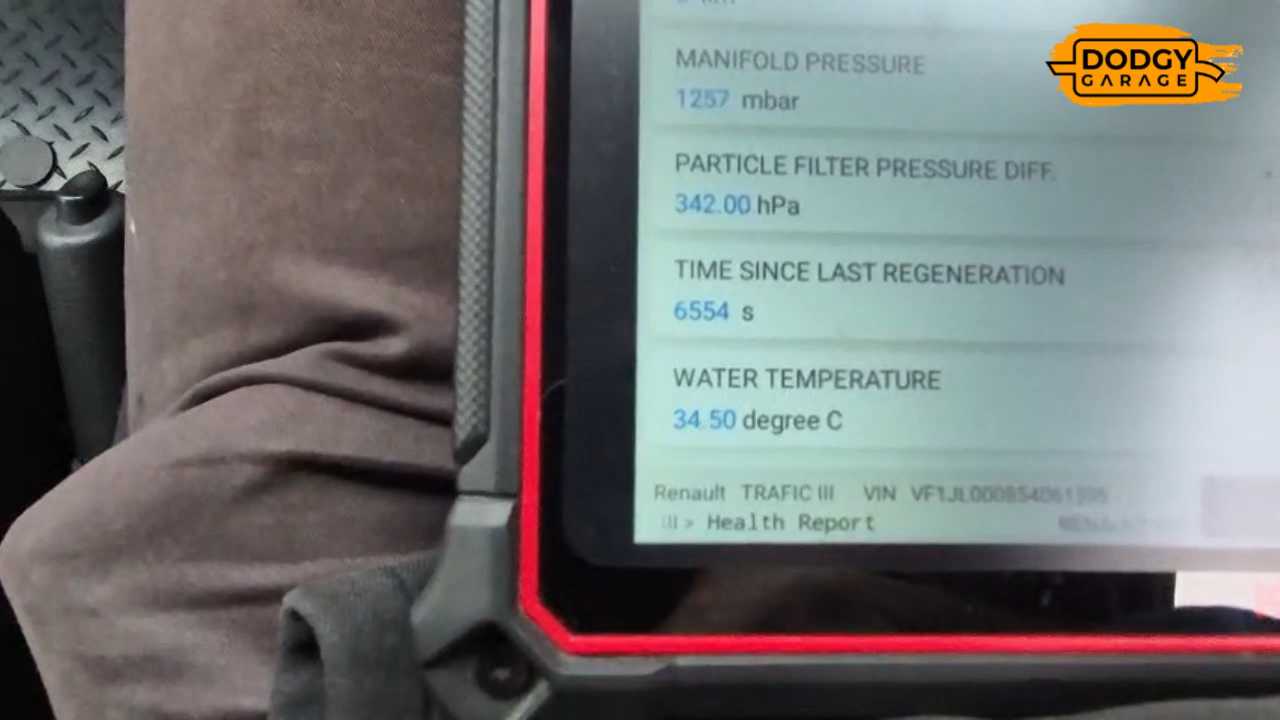 DODGY
GARAGE
MANIFOLD PRESSURE
1257 mbar
PARTICLE FILTER PRESSURE DIFF.
342.00 hPa
TIME SINCE LAST REGENERATION
6554 s
WATER TEMPERATURE
34.50 degree C
Renault TRAFIC III VIN
III > Health Report